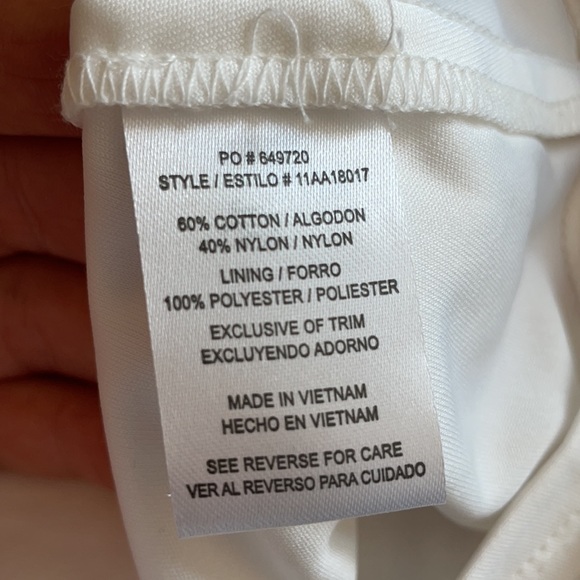 PO # 649720
STYLE / ESTILO # 11AA18017
60% COTTON / ALGODON
40% NYLON / NYLON
LINING / FORRO
100% POLYESTER / POLIESTER
EXCLUSIVE OF TRIM
EXCLUYENDO ADORNO
MADE IN VIETNAM
HECHO EN VIETNAM
SEE REVERSE FOR CARE
VER AL REVERSO PARA CUIDADO